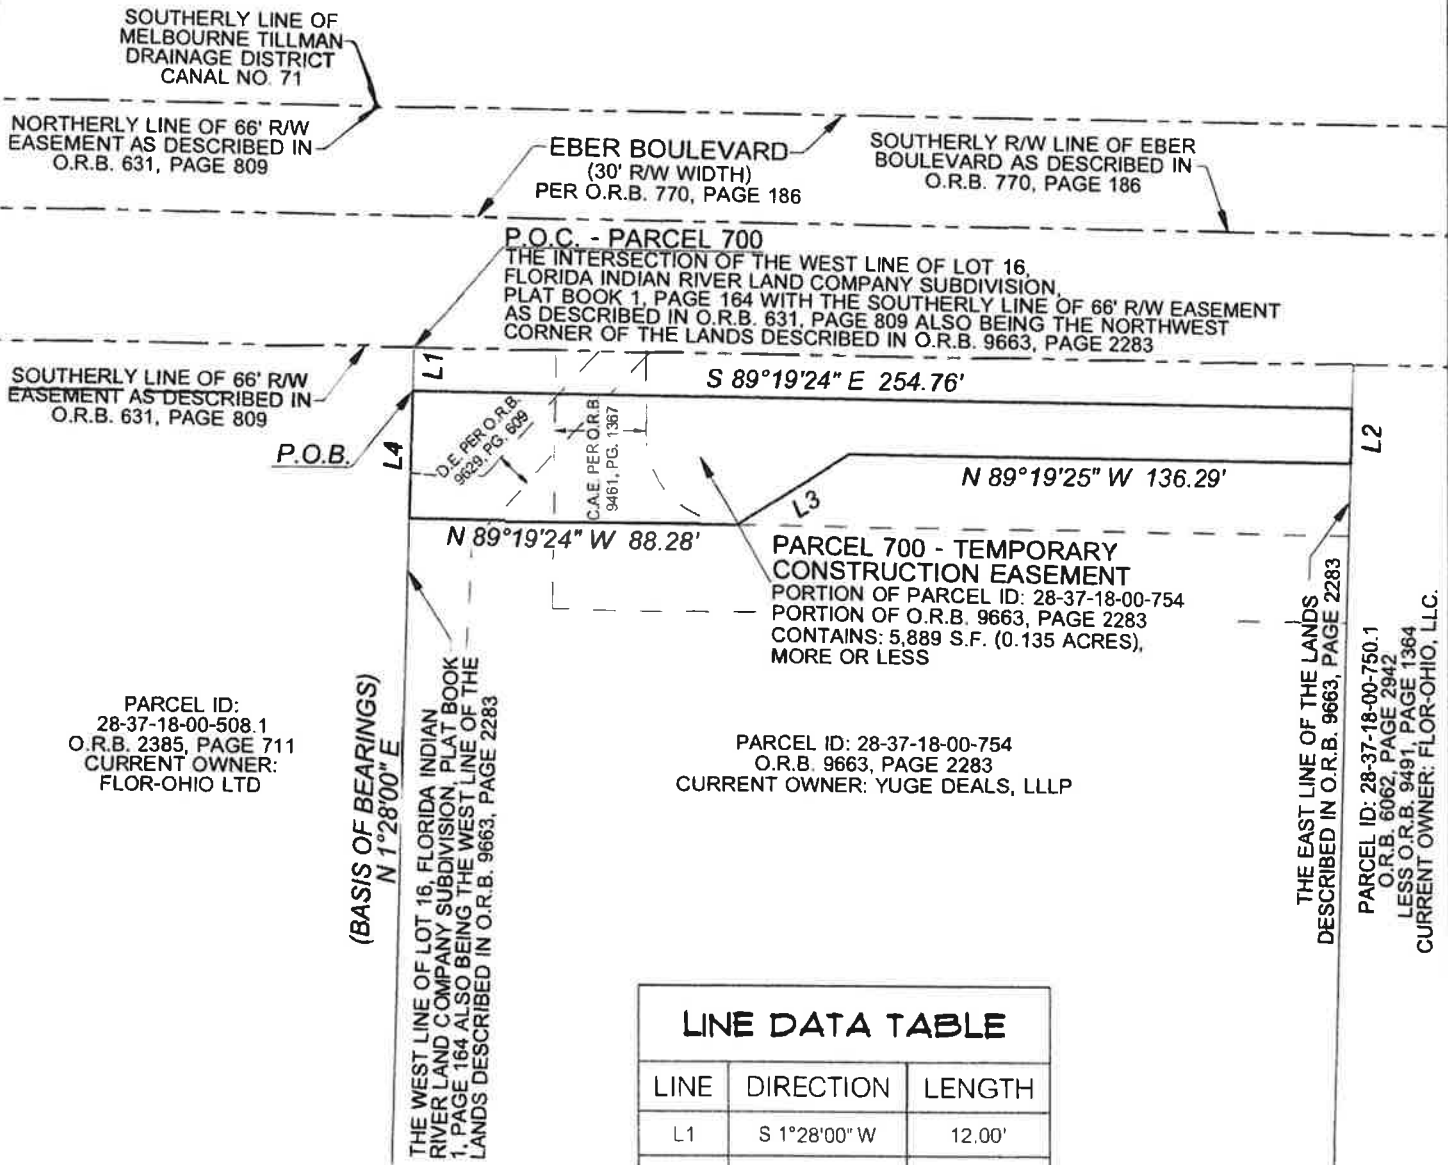 SOUTHERLY LINE OF
MELBOURNE TILLMAN
DRAINAGE DISTRICT
CANAL NO. 71
NORTHERLY LINE OF 66' R/W
EASEMENT AS DESCRIBED IN
O.R.B. 631, PAGE 809
EBER BOULEVARD
(30' R/W WIDTH)
PER O.R.B. 770, PAGE 186
SOUTHERLY R/W LINE OF EBER
BOULEVARD AS DESCRIBED IN
O.R.B. 770, PAGE 186
P.O.C. - PARCEL 700
THE INTERSECTION OF THE WEST LINE OF LOT 16,
FLORIDA INDIAN RIVER LAND COMPANY SUBDIVISION,
PLAT BOOK 1, PAGE 164 WITH THE SOUTHERLY LINE OF 66' R/W EASEMENT
AS DESCRIBED IN O.R.B. 631, PAGE 809 ALSO BEING THE NORTHWEST
CORNER OF THE LANDS DESCRIBED IN O.R.B. 9663, PAGE 2283
SOUTHERLY LINE OF 66' R/W
EASEMENT AS DESCRIBED IN
O.R.B. 631, PAGE 809
L1
S 89°19'24" E 254.76'
P.O.B.
L4
D.E. PER O.R.B.
9629, PG. 609
C.A.E. PER O.R.B.
9461, PG. 1367
L2
N 89°19'25" W 136.29'
L3
N 89°19'24" W 88.28'
PARCEL 700 - TEMPORARY
CONSTRUCTION EASEMENT
PORTION OF PARCEL ID: 28-37-18-00-754
PORTION OF O.R.B. 9663, PAGE 2283
CONTAINS: 5,889 S.F. (0.135 ACRES),
MORE OR LESS
PARCEL ID:
28-37-18-00-508.1
O.R.B. 2385, PAGE 711
CURRENT OWNER:
FLOR-OHIO LTD
(BASIS OF BEARINGS)
N 1°28'00" E
THE WEST LINE OF LOT 16, FLORIDA INDIAN
RIVER LAND COMPANY SUBDIVISION, PLAT BOOK
1, PAGE 164 ALSO BEING THE WEST LINE OF THE
LANDS DESCRIBED IN O.R.B. 9663, PAGE 2283
PARCEL ID: 28-37-18-00-754
O.R.B. 9663, PAGE 2283
CURRENT OWNER: YUGE DEALS, LLLP
THE EAST LINE OF THE LANDS
DESCRIBED IN O.R.B. 9663, PAGE 2283
PARCEL ID: 28-37-18-00-750.1
O.R.B. 6062, PAGE 2942
LESS O.R.B. 9491, PAGE 1364
CURRENT OWNER: FLOR-OHIO, LLC.
LINE DATA TABLE
LINE DIRECTION LENGTH
L1 S 1°28'00" W 12.00'